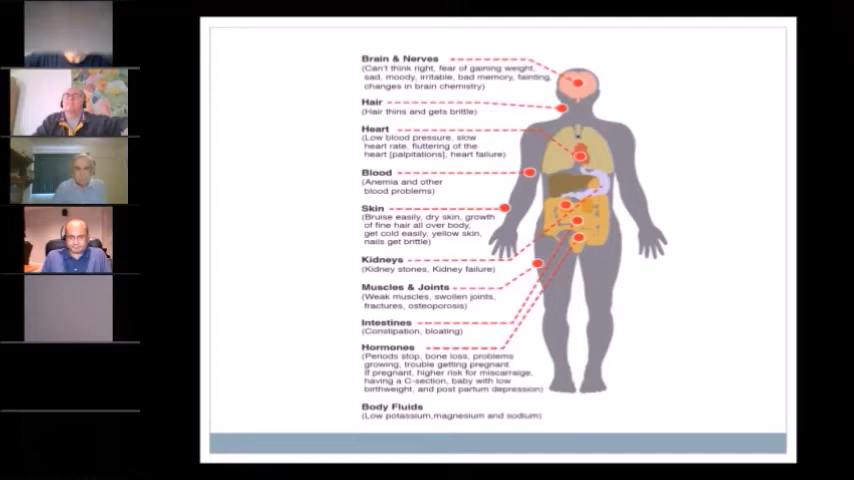 Brain & Nerves
(Can't think right, fear of gaining weight,
sad, moody, irritable, bad memory, fainting,
changes in brain chemistry)
Hair
(Hair thins and gets brittle)
Heart
(Low blood pressure, slow
heart rate, fluttering of the
heart [palpitations], heart failure)
Blood
(Anemia and other
blood problems)
Skin
(Bruise easily, dry skin, growth
of fine hair all over body,
get cold easily, yellow skin,
nails get brittle)
Kidneys
(Kidney stones, Kidney failure)
Muscles & Joints
(Weak muscles, swollen joints,
fractures, osteoporosis)
Intestines
(Constipation, bloating)
Hormones
(Periods stop, bone loss, problems
growing, trouble getting pregnant.
If pregnant, higher risk for miscarraige,
having a C-section, baby with low
birthweight, and post partum depression)
Body Fluids
(Low potassium,magnesium and sodium)